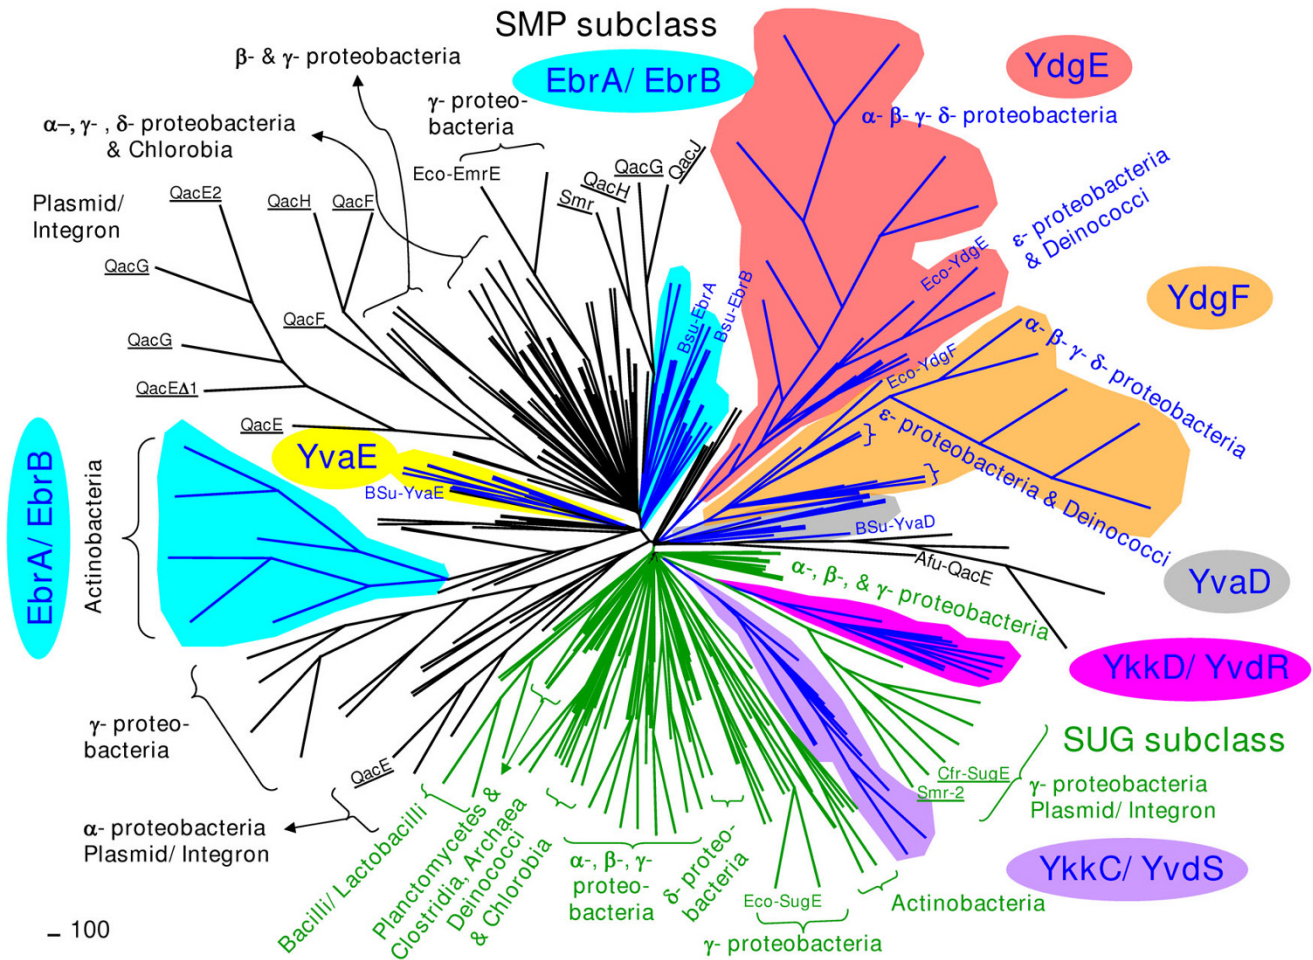 SMP subclass
β- & γ- proteobacteria
EbrA/ EbrB
YdgE
γ- proteo-
bacteria
α- β- γ- δ- proteobacteria
α–, γ- , δ- proteobacteria
& Chlorobia
Eco-EmrE
QacG
QacJ
QacH
Smr
ε- proteobacteria
& Deinococci
Plasmid/
Integron
QacE2
QacH
QacF
QacG
Eco-YdgE
YdgF
Bsu-EbrA
Bsu-EbrB
QacF
QacG
QacEΔ1
Eco-YdgF
α- β- γ- δ- proteobacteria
QacE
YvaE
BSu-YvaE
ε- proteobacteria & Deinococci
EbrA/ EbrB
Actinobacteria
BSu-YvaD
Afu-QacE
YvaD
α-, β-, & γ- proteobacteria
YkkD/ YvdR
γ- proteo-
bacteria
QacE
SUG subclass
Cfr-SugE
Smr-2
γ- proteobacteria
Plasmid/ Integron
α- proteobacteria
Plasmid/ Integron
Bacilli/ Lactobacilli
Planctomycetes &
Clostridia, Archaea
Deinococci
& Chlorobia
α-, β-, γ-
proteo-
bacteria
δ- proteo-
bacteria
Eco-SugE
γ- proteobacteria
Actinobacteria
YkkC/ YvdS
100